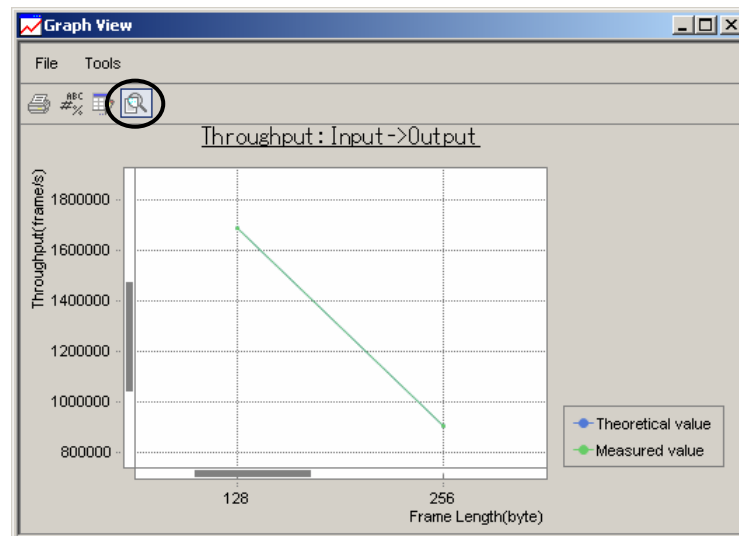 Graph View
File Tools
ABC
#%
Throughput:Input->Output
Throughput(frame/s)
1800000
1600000
1400000
1200000
1000000
800000
128 256
Frame Length(byte)
Theoretical value
Measured value